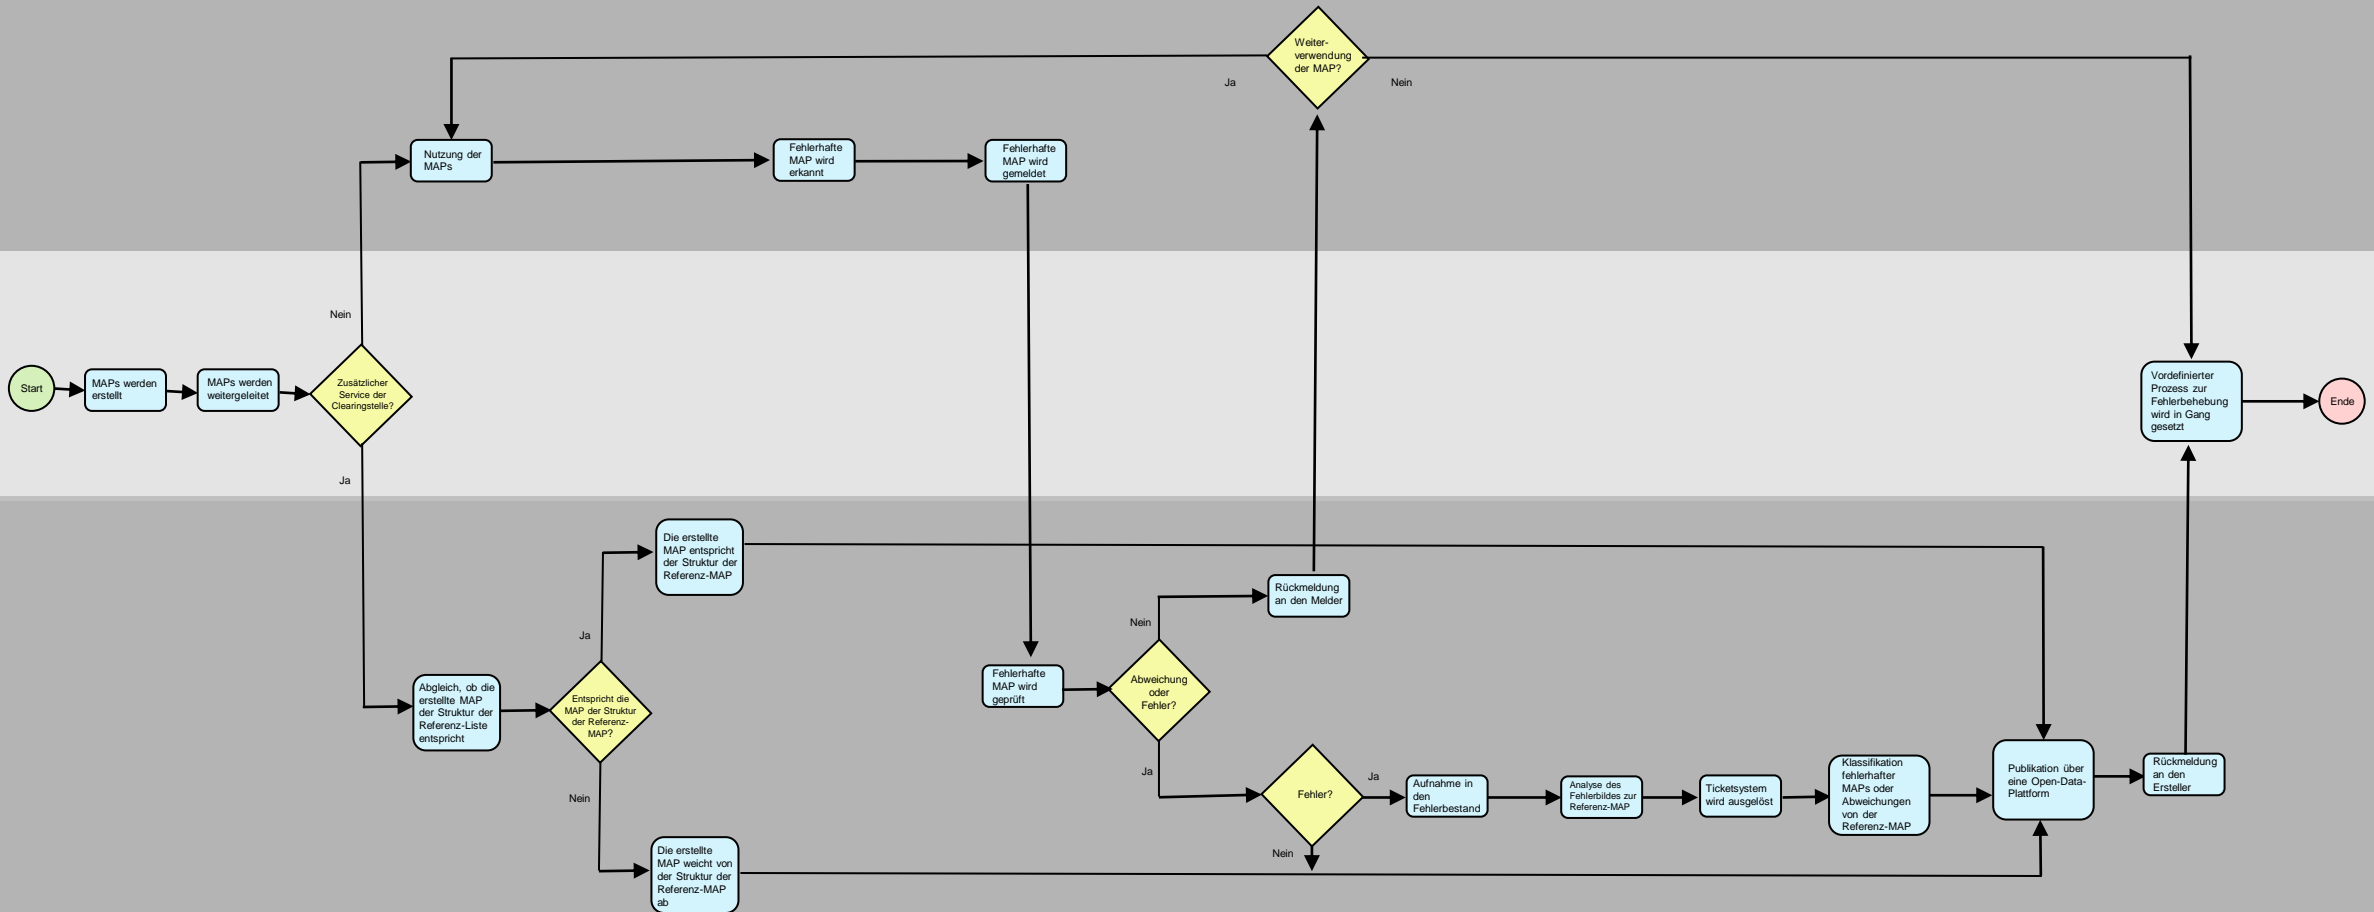 Weiter-
verwendung
der MAP?
Ja
Nein
Nutzung der
MAPs
Fehlerhafte
MAP wird
erkannt
Fehlerhafte
MAP wird
gemeldet
Nein
Start
MAPs werden
erstellt
MAPs werden
weitergeleitet
Zusätzlicher
Service der
Clearingstelle?
Ja
Vordefinierter
Prozess zur
Fehlerbehebung
wird in Gang
gesetzt
Ende
Die erstellte
MAP entspricht
der Struktur der
Referenz-MAP
Ja
Abgleich, ob die
erstellte MAP
der Struktur der
Referenz-Liste
entspricht
Entspricht die
MAP der Struktur
der Referenz-
MAP?
Nein
Die erstellte
MAP weicht von
der Struktur der
Referenz-MAP
ab
Fehlerhafte
MAP wird
geprüft
Abweichung
oder
Fehler?
Nein
Rückmeldung
an den Melder
Ja
Fehler?
Ja
Nein
Aufnahme in
den
Fehlerbestand
Analyse des
Fehlerbildes zur
Referenz-MAP
Ticketsystem
wird ausgelöst
Klassifikation
fehlerhafter
MAPs oder
Abweichungen
von der
Referenz-MAP
Publikation über
eine Open-Data-
Plattform
Rückmeldung
an den
Ersteller